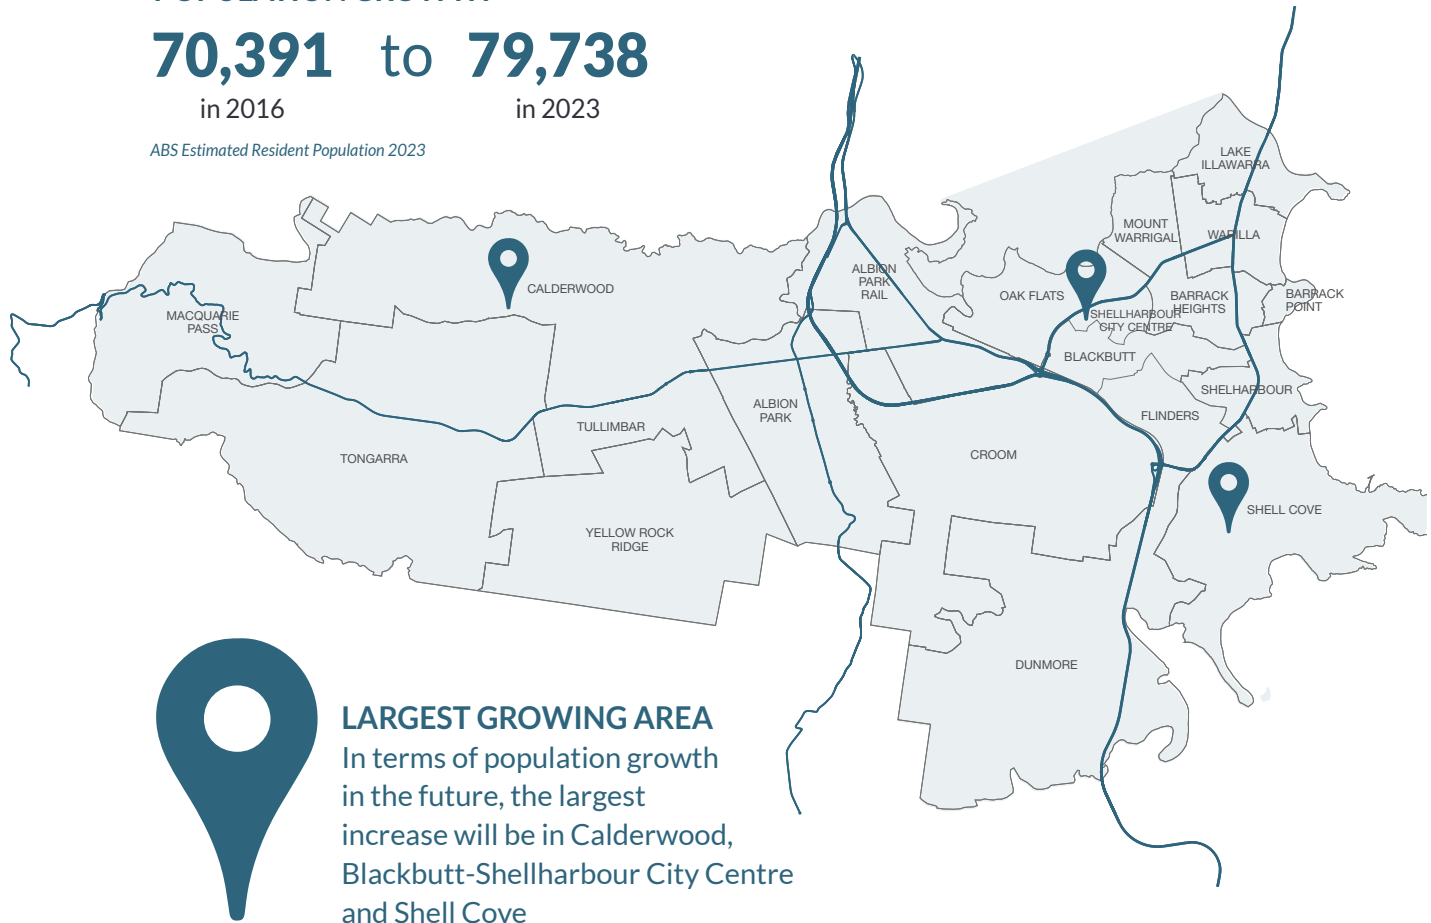 POPULATION GROWTH
70,391 to 79,738
in 2016 in 2023
ABS Estimated Resident Population 2023
LAKE
ILLAWARRA
MOUNT
WARRIGAL
WARILLA
CALDERWOOD
ALBION
PARK
RAIL
OAK FLATS
BARRACK
HEIGHTS
BARRACK
POINT
MACQUARIE
PASS
SHELLHARBOUR
CITY CENTRE
BLACKBUTT
SHELHARBOUR
ALBION
PARK
FLINDERS
TULLIMBAR
TONGARRA
CROOM
SHELL COVE
YELLOW ROCK
RIDGE
DUNMORE
LARGEST GROWING AREA
In terms of population growth
in the future, the largest
increase will be in Calderwood,
Blackbutt-Shellharbour City Centre
and Shell Cove